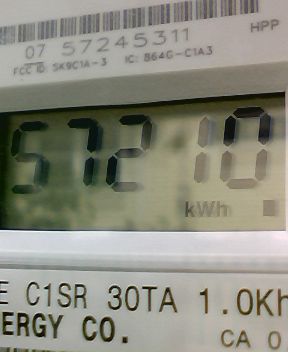 07 57245311 HPP
FCC ID: SK9C1A-3 IC: 864G-C1A3
57210
kWh
E C1SR 30TA 1.0Kh
ERGY CO. CA 0